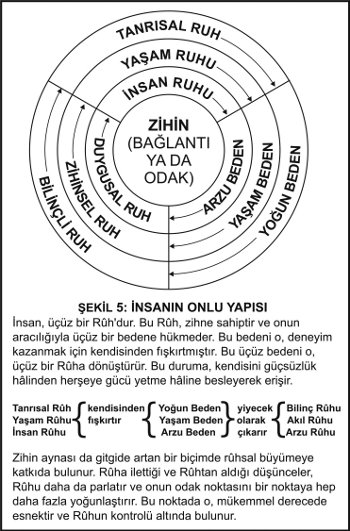 TANRISAL RUH
YAŞAM RUHU
İNSAN RUHU
ZİHİN
(BAĞLANTI
YA DA
ODAK)
DUYGUSAL RUH
ZİHİNSEL RUH
BİLİNÇLİ RUH
ARZU BEDEN
YAŞAM BEDEN
YOĞUN BEDEN
ŞEKİL 5: İNSANIN ONLU YAPISI
İnsan, üçüz bir Rûh'dur. Bu Rûh, zihne sahiptir ve onun
aracılığıyla üçüz bir bedene hükmeder. Bu bedeni o, deneyim
kazanmak için kendisinden fışkırtmıştır. Bu üçüz bedeni o,
üçüz bir Rûha dönüştürür. Bu duruma, kendisini güçsüzlük
hâlinden herşeye gücü yetme hâline besleyerek erişir.
Tanrısal Rûh kendisinden Yoğun Beden yiyecek Bilinç Rûhu
Yaşam Rûhu fışkırtır Yaşam Beden olarak Akıl Rûhu
İnsan Rûhu Arzu Beden çıkarır Arzu Rûhu
Zihin aynası da gitgide artan bir biçimde rûhsal büyümeye
katkıda bulunur. Rûha ilettiği ve Rûhtan aldığı düşünceler,
Rûhu daha da parlatır ve onun odak noktasını bir noktaya hep
daha fazla yoğunlaştırır. Bu noktada o, mükemmel derecede
esnektir ve Rûhun kontrolü altında bulunur.